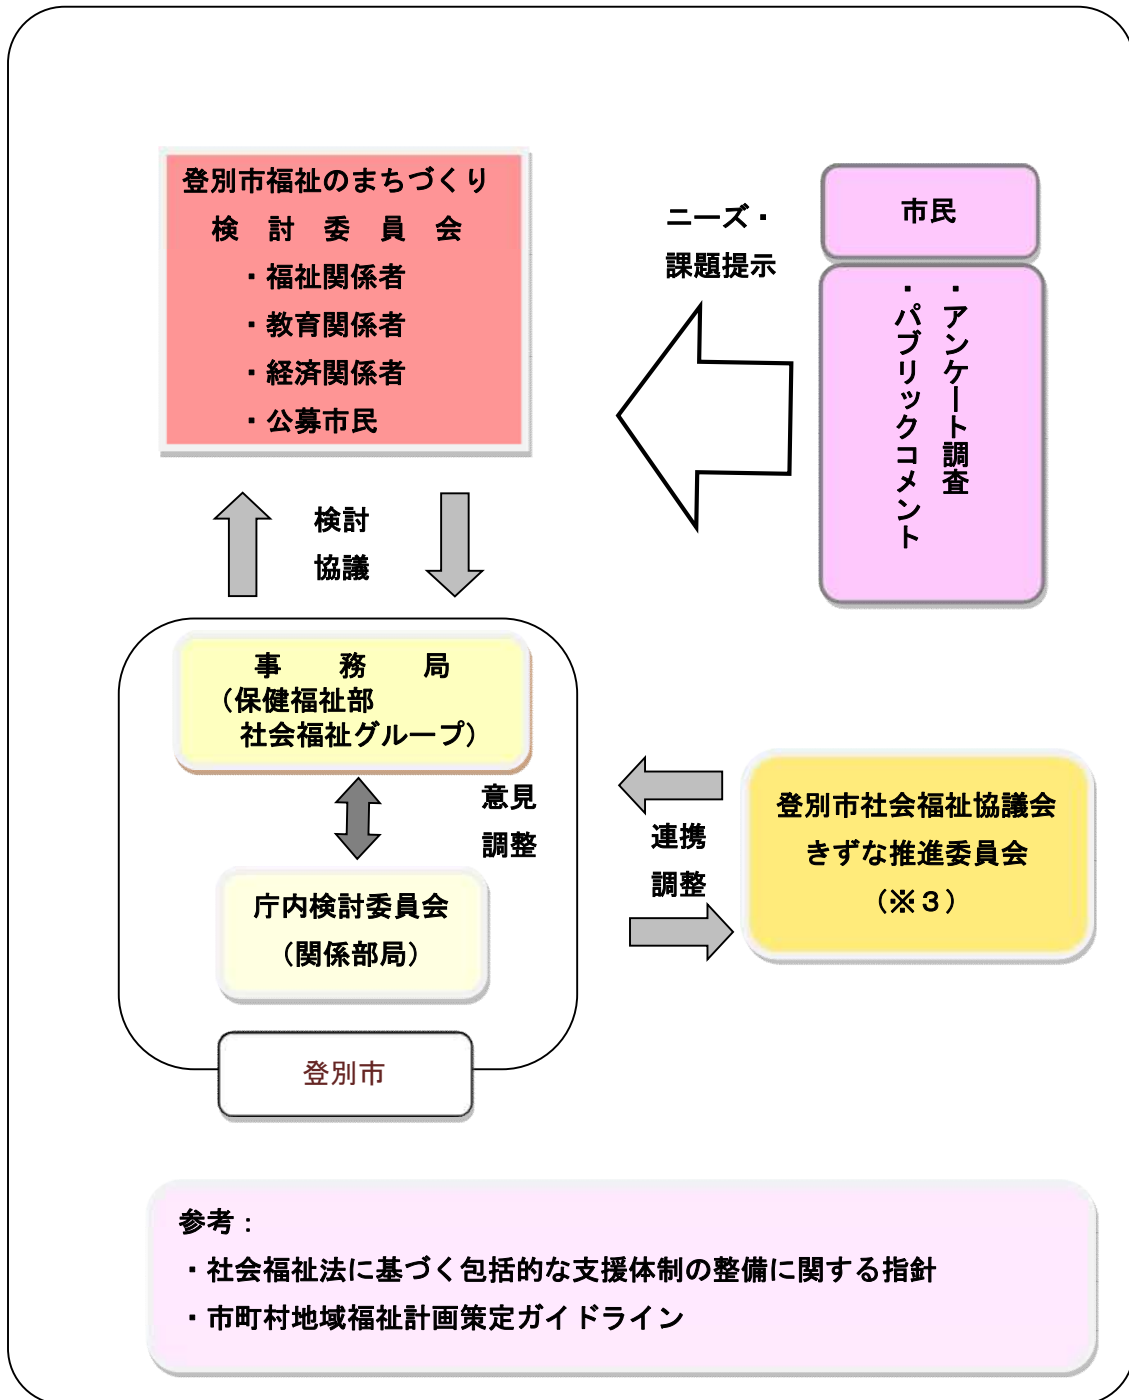 登別市福祉のまちづくり
検討委員会
・福祉関係者
・教育関係者
・経済関係者
・公募市民
ニーズ・
課題提示
市民
・アンケート調査
・パブリックコメント
検討
協議
事務局
（保健福祉部
社会福祉グループ）
意見
調整
庁内検討委員会
（関係部局）
登別市
連携
調整
登別市社会福祉協議会
きずな推進委員会
（※３）
参考：
・社会福祉法に基づく包括的な支援体制の整備に関する指針
・市町村地域福祉計画策定ガイドライン